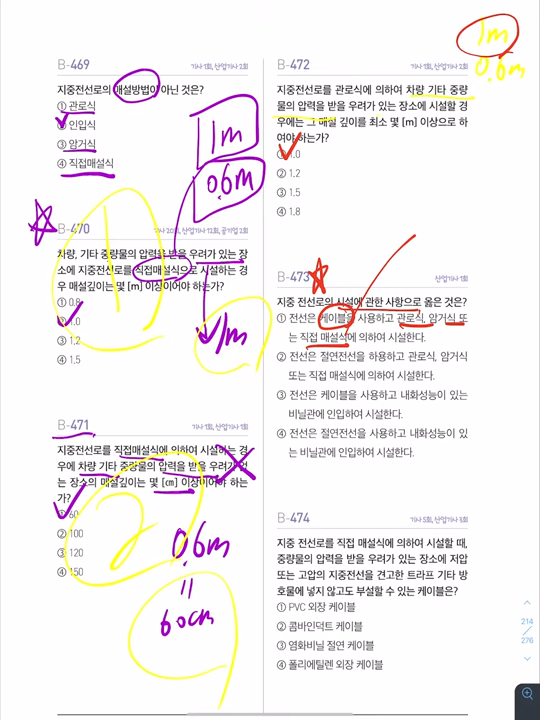 B-469
기사 1회, 산업기사 2회
지중전선로의 매설방법이 아닌 것은?
① 관로식
② 인입식
③ 암거식
④ 직접매설식
1m
0.6m
B-470
기사 20회, 산업기사 12회, 공기업 2회
차량, 기타 중량물의 압력을 받을 우려가 있는 장
소에 지중전선로를 직접매설식으로 시설하는 경
우 매설깊이는 몇 [m] 이상이어야 하는가?
① 0.8
② 1.0
③ 1.2
④ 1.5
1
1m
B-471
기사 1회, 산업기사 1회
지중전선로를 직접매설식에 의하여 시설하는 경
우에 차량 기타 중량물의 압력을 받을 우려가 없
는 장소의 매설깊이는 몇 [㎝] 이상이어야 하는
가?
① 60
② 100
③ 120
④ 150
2
0.6m
=
60cm
1m
0.6m
B-472
기사 1회, 산업기사 2회
지중전선로를 관로식에 의하여 차량 기타 중량
물의 압력을 받을 우려가 있는 장소에 시설할 경
우에는 그 매설 깊이를 최소 몇 [m] 이상으로 하
여야 하는가?
① 1.0
② 1.2
③ 1.5
④ 1.8
B-473
산업기사 1회
지중 전선로의 시설에 관한 사항으로 옳은 것은?
① 전선은 케이블을 사용하고 관로식, 암거식 또
는 직접 매설식에 의하여 시설한다.
② 전선은 절연전선을 하용하고 관로식, 암거식
또는 직접 매설식에 의하여 시설한다.
③ 전선은 케이블을 사용하고 내화성능이 있는
비닐관에 인입하여 시설한다.
④ 전선은 절연전선을 사용하고 내화성능이 있
는 비닐관에 인입하여 시설한다.
B-474
기사 5회, 산업기사 3회
지중 전선로를 직접 매설식에 의하여 시설할 때,
중량물의 압력을 받을 우려가 있는 장소에 저압
또는 고압의 지중전선을 견고한 트라프 기타 방
호물에 넣지 않고도 부설할 수 있는 케이블은?
① PVC 외장 케이블
② 콤바인덕트 케이블
③ 염화비닐 절연 케이블
④ 폴리에틸렌 외장 케이블
214
276